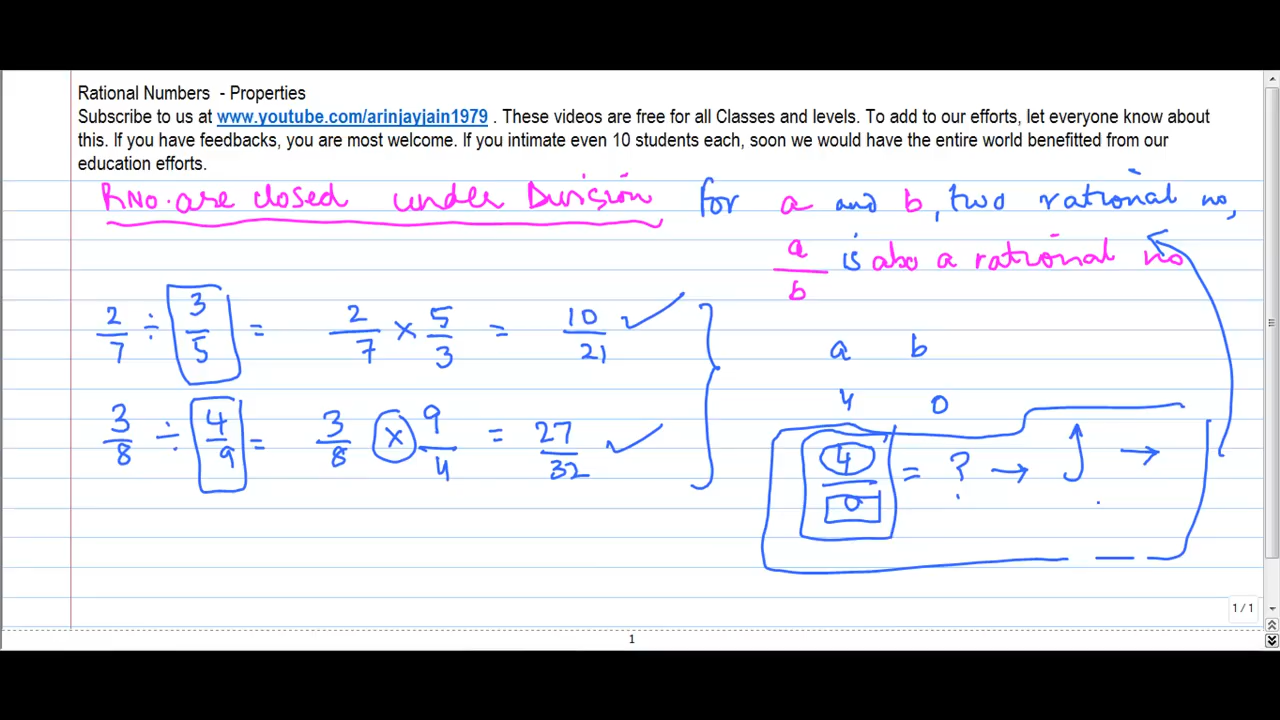 Rational Numbers - Properties
Subscribe to us at www.youtube.com/arinjayjain1979 . These videos are free for all Classes and levels. To add to our efforts, let everyone know about
this. If you have feedbacks, you are most welcome. If you intimate even 10 students each, soon we would have the entire world benefitted from our
education efforts.
RNo. are closed under Division for a and b, two rational no,
a/b is also a rational no
2/7 ÷ 3/5 = 2/7 × 5/3 = 10/21
a b
4 0
3/8 ÷ 4/9 = 3/8 × 9/4 = 27/32
4/0 = ? →  →
1 / 1
1